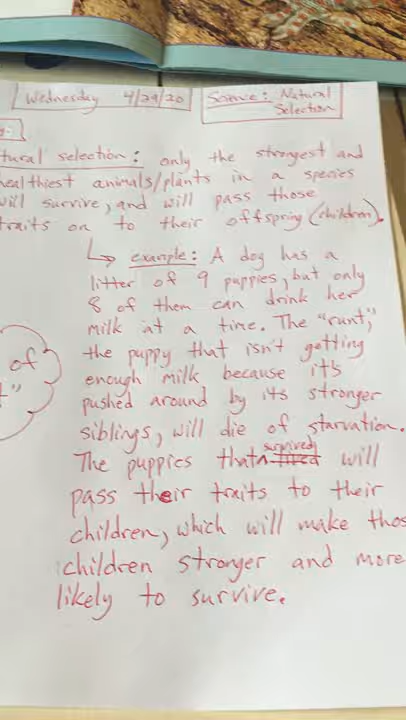 Wednesday 4/29/20
Science: Natural
Selection
tural selection: only the strongest and
healthiest animals/plants in a species
will survive, and will pass those
traits on to their offspring (children).
↳ example: A dog has a
litter of 9 puppies, but only
8 of them can drink her
milk at a time. The "runt,"
the puppy that isn't getting
enough milk because it's
pushed around by its stronger
siblings, will die of starvation.
The puppies that survived will
pass their traits to their
children, which will make thos
children stronger and more
likely to survive.
of
t"